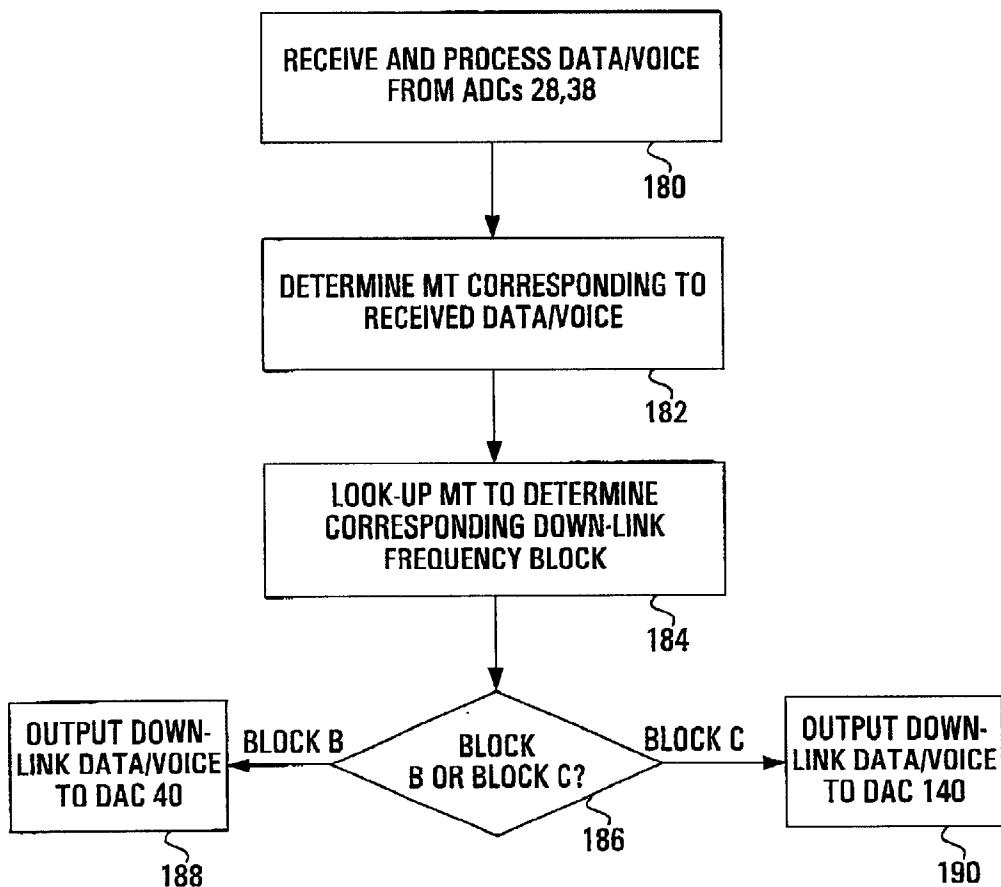 RECEIVE AND PROCESS DATA/VOICE
FROM ADCs 28,38
180
DETERMINE MT CORRESPONDING TO
RECEIVED DATA/VOICE
182
LOOK-UP MT TO DETERMINE
CORRESPONDING DOWN-LINK
FREQUENCY BLOCK
184
OUTPUT DOWN-
LINK DATA/VOICE
TO DAC 40
188
BLOCK B
BLOCK
B OR BLOCK C?
186
BLOCK C
OUTPUT DOWN-
LINK DATA/VOICE
TO DAC 140
190